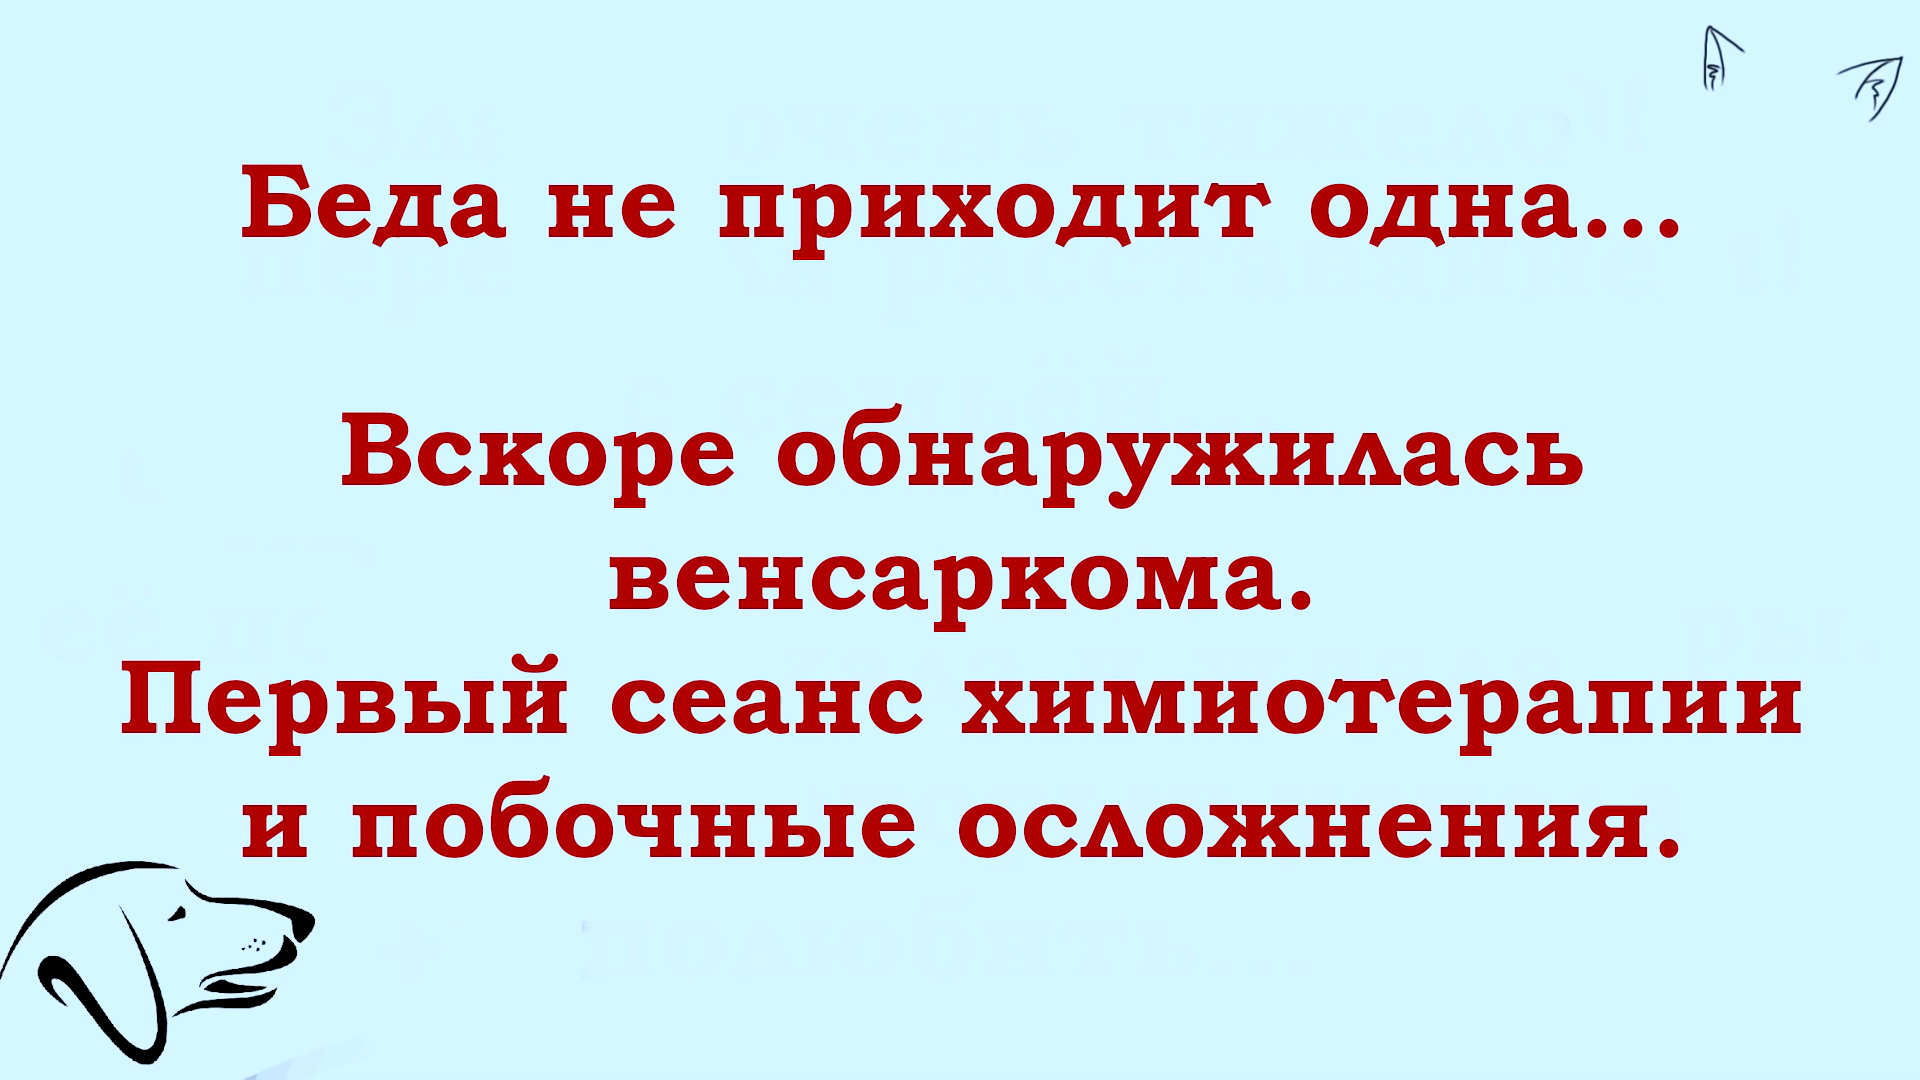 Беда не приходит одна...
Вскоре обнаружилась
венсаркома.
Первый сеанс химиотерапии
и побочные осложнения.